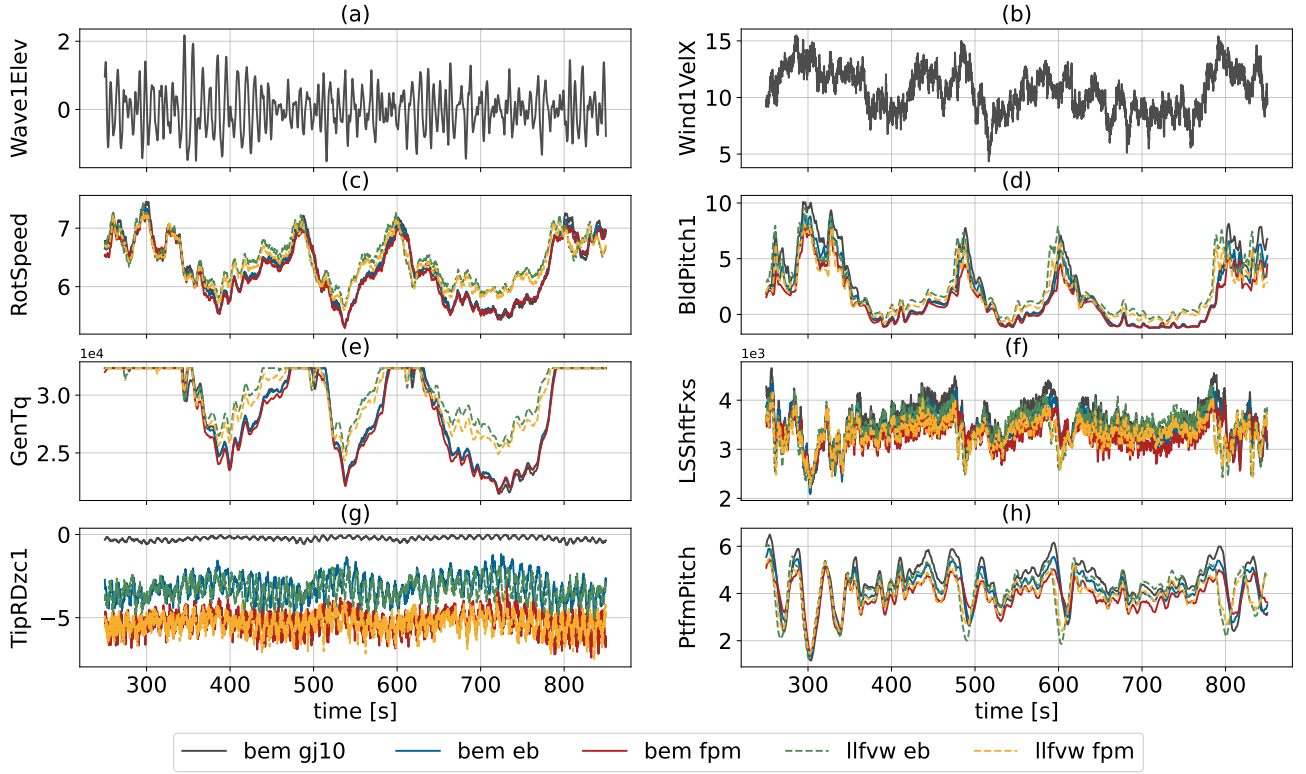 (a)
Wave1Elev
2
0
(b)
Wind1VelX
15
10
5
(c)
RotSpeed
7
6
(d)
BldPitch1
10
5
0
(e)
1e4
GenTq
3.0
2.5
(f)
1e3
LSShftFxs
4
3
2
(g)
TipRDzc1
0
−5
300 400 500 600 700 800
time [s]
(h)
PtfmPitch
6
4
2
300 400 500 600 700 800
time [s]
bem gj10 bem eb bem fpm llfvw eb llfvw fpm